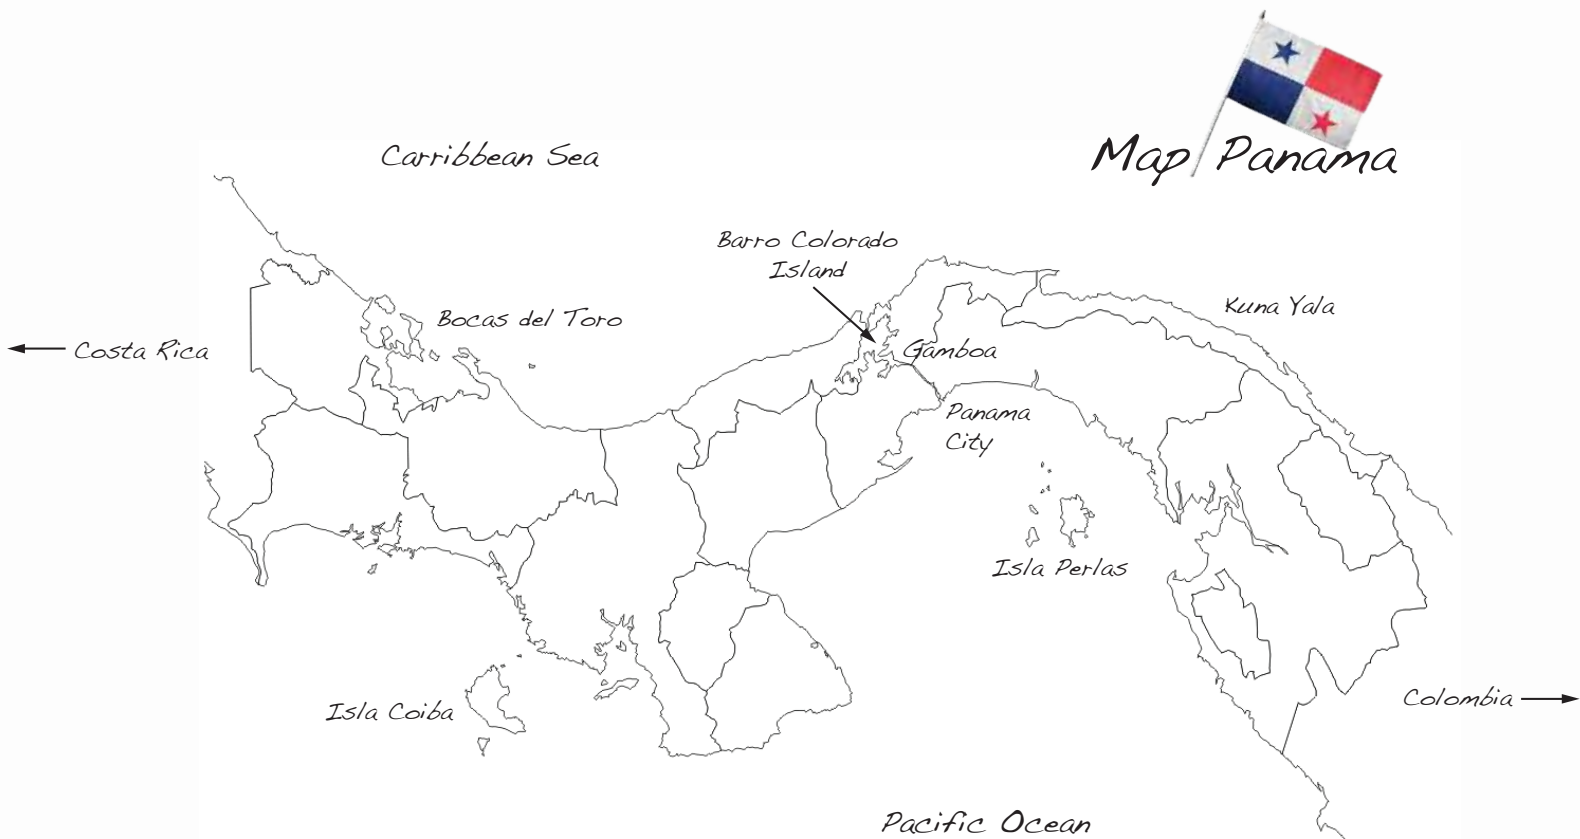 Map Panama
Carribbean Sea
Barro Colorado
Island
Kuna Yala
Bocas del Toro
Costa Rica
Gamboa
Panama
City
Isla Perlas
Isla Coiba
Colombia
Pacific Ocean